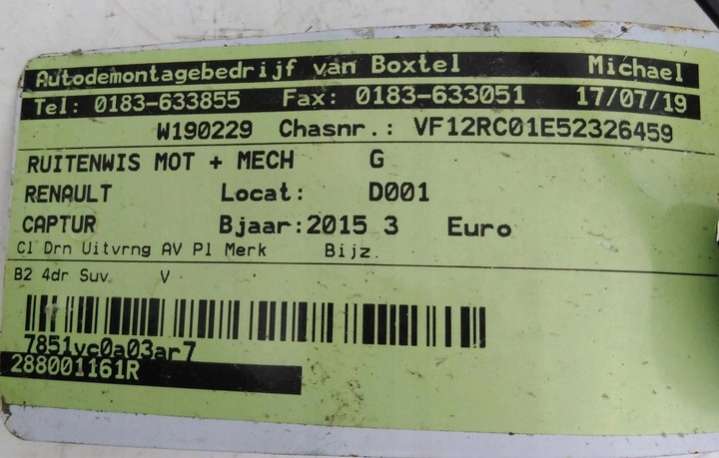 Autodemontagebedrijf van Boxtel Michael
Tel: 0183-633855 Fax: 0183-633051 17/07/19
W190229 Chasnr.: VF12RC01E52326459
RUITENWIS MOT + MECH G
RENAULT Locat: D001
CAPTUR Bjaar:2015 3 Euro
Cl Drn Uitvrng AV Pl Merk Bijz.
B2 4dr Suv. V
7851vc0a03ar7
288001161R